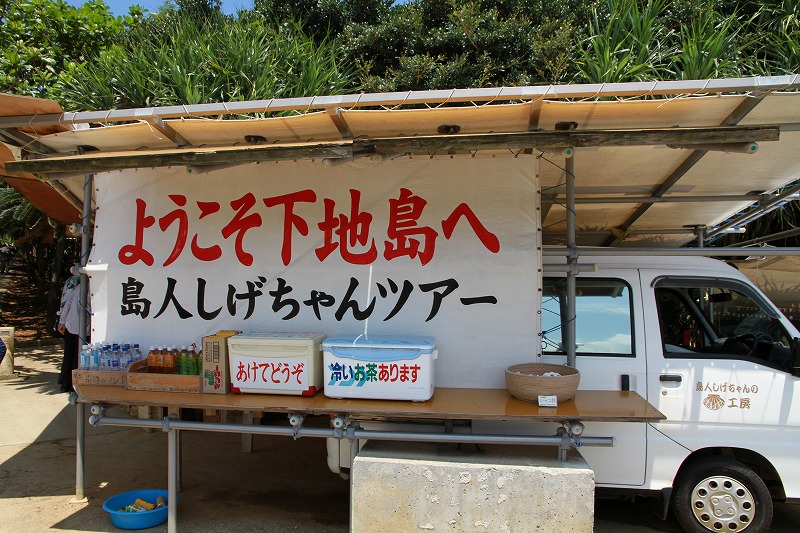 ようこそ下地島へ
島人しげちゃんツアー
あけてどうぞ
冷いお茶あります
島人しげちゃんの
工房